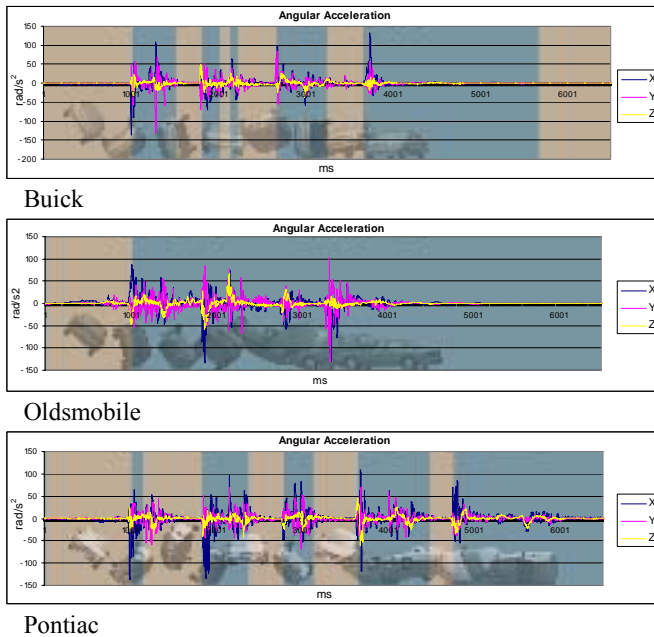 Angular Acceleration
150
100
50
0
-50
-100
-150
-200
rad/s²
1 1001 2001 3001 4001 5001 6001
ms
X
Y
Z
Buick
Angular Acceleration
150
100
50
0
-50
-100
-150
rad/s2
1 1001 2001 3001 4001 5001 6001
ms
X
Y
Z
Oldsmobile
Angular Acceleration
150
100
50
0
-50
-100
-150
rad/s²
1 1001 2001 3001 4001 5001 6001
ms
X
Y
Z
Pontiac